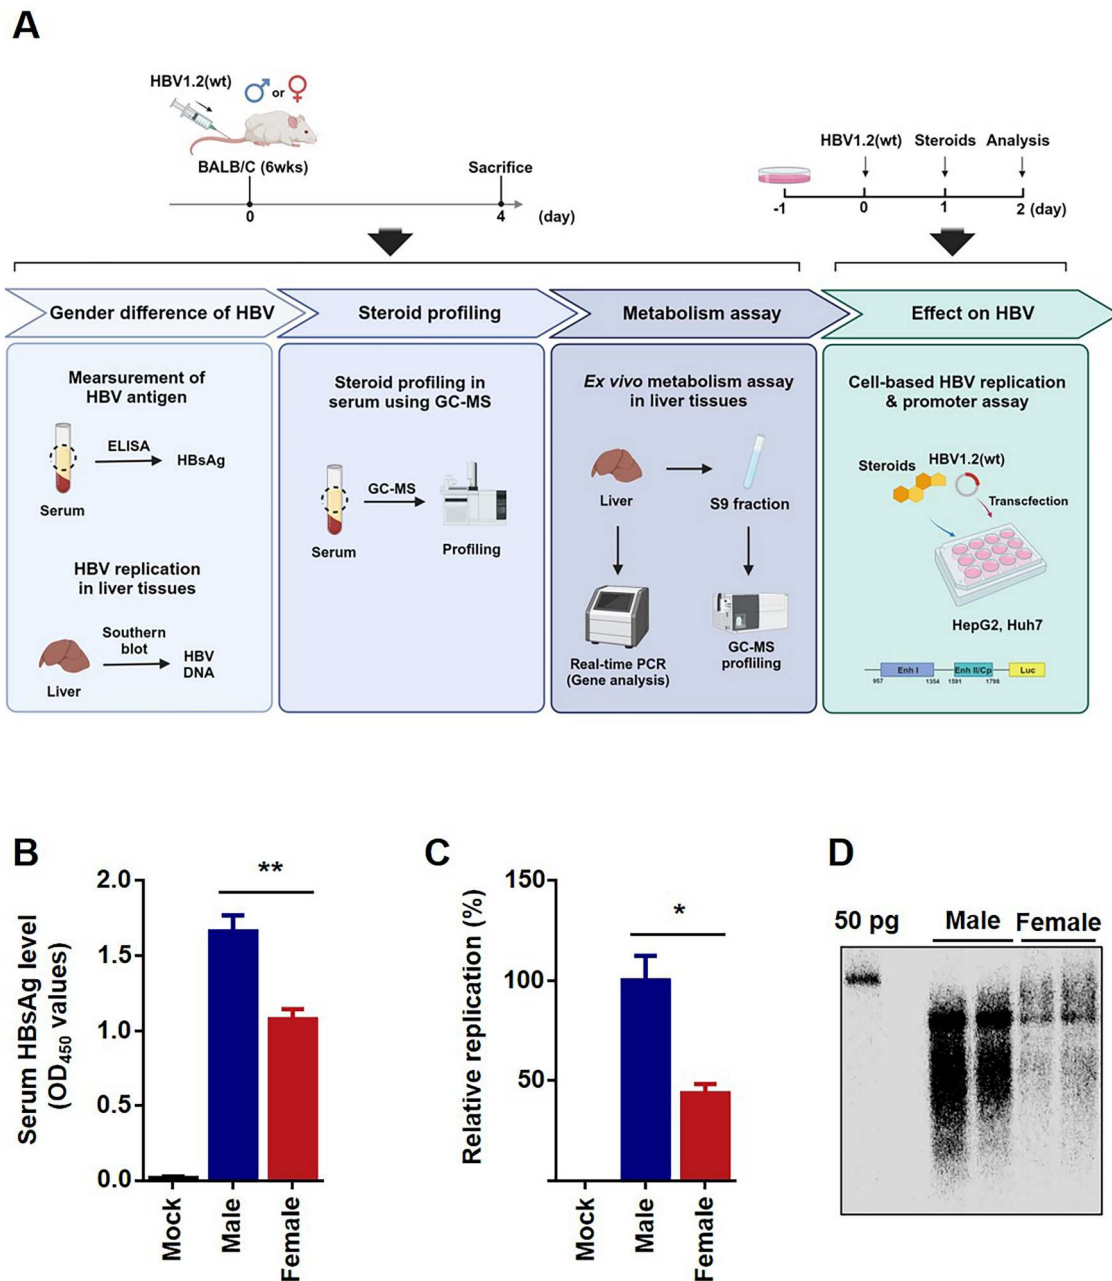 A
HBV1.2(wt)
or
BALB/C (6wks)
Sacrifice
0
4
(day)
HBV1.2(wt)
Steroids
Analysis
-1
0
1
2
(day)
Gender difference of HBV
Steroid profiling
Metabolism assay
Effect on HBV
Mearsurement of
HBV antigen
ELISA
HBsAg
Serum
HBV replication
in liver tissues
Southern
blot
HBV
DNA
Liver
Steroid profiling in
serum using GC-MS
GC-MS
Serum
Profiling
Ex vivo metabolism assay
in liver tissues
Liver
S9 fraction
Real-time PCR
(Gene analysis)
GC-MS
proflling
Cell-based HBV replication
& promoter assay
Steroids
HBV1.2(wt)
Transcfection
HepG2, Huh7
Enh I
Enh II/Cp
Luc
957
1354
1591
1798
B
Serum HBsAg level
(OD450 values)
2.0
1.5
1.0
0.5
0.0
**
Mock
Male
Female
C
Relative replication (%)
150
100
50
*
Mock
Male
Female
D
50 pg
Male
Female